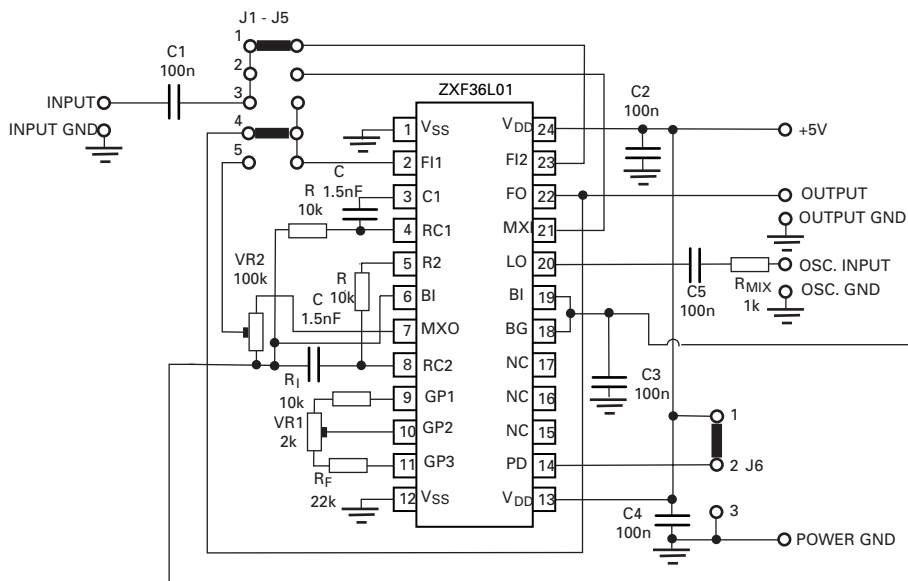 J1 - J5
1
C1
100n
2
3
INPUT
INPUT GND
4
5
ZXF36L01
C2
100n
1 VSS
VDD 24
+5V
2 FI1
FI2 23
C
1.5nF
R
10k
3 C1
FO 22
OUTPUT
4 RC1
MXI 21
OUTPUT GND
5 R2
LO 20
OSC. INPUT
VR2
100k
R
10k
C
1.5nF
C5
100n
RMIX
1k
OSC. GND
6 BI
BI 19
7 MXO
BG 18
8 RC2
NC 17
C3
100n
RI
10k
9 GP1
NC 16
VR1
2k
10 GP2
NC 15
1
11 GP3
PD 14
2 J6
RF
22k
12 VSS
VDD 13
C4
100n
3
POWER GND